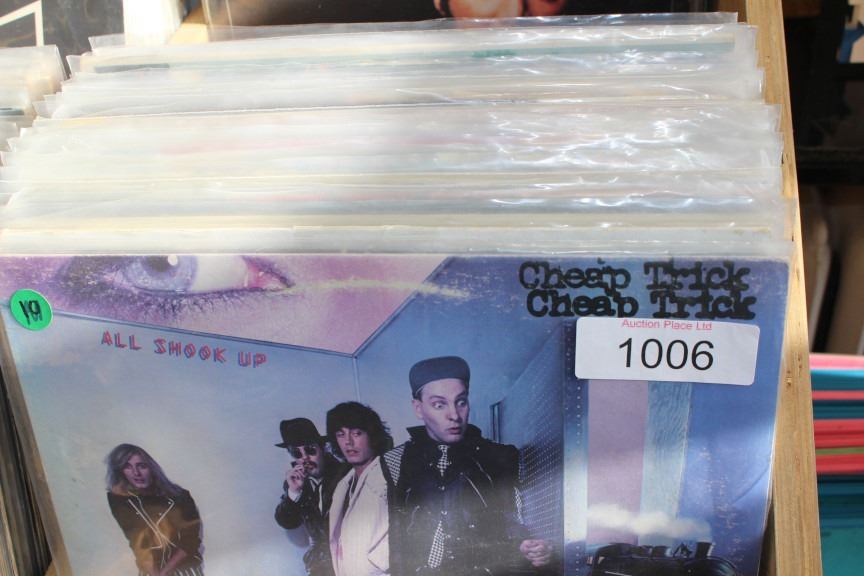 Cheap Trick
Cheap Trick
Auction Place Ltd
1006
ALL SHOOK UP